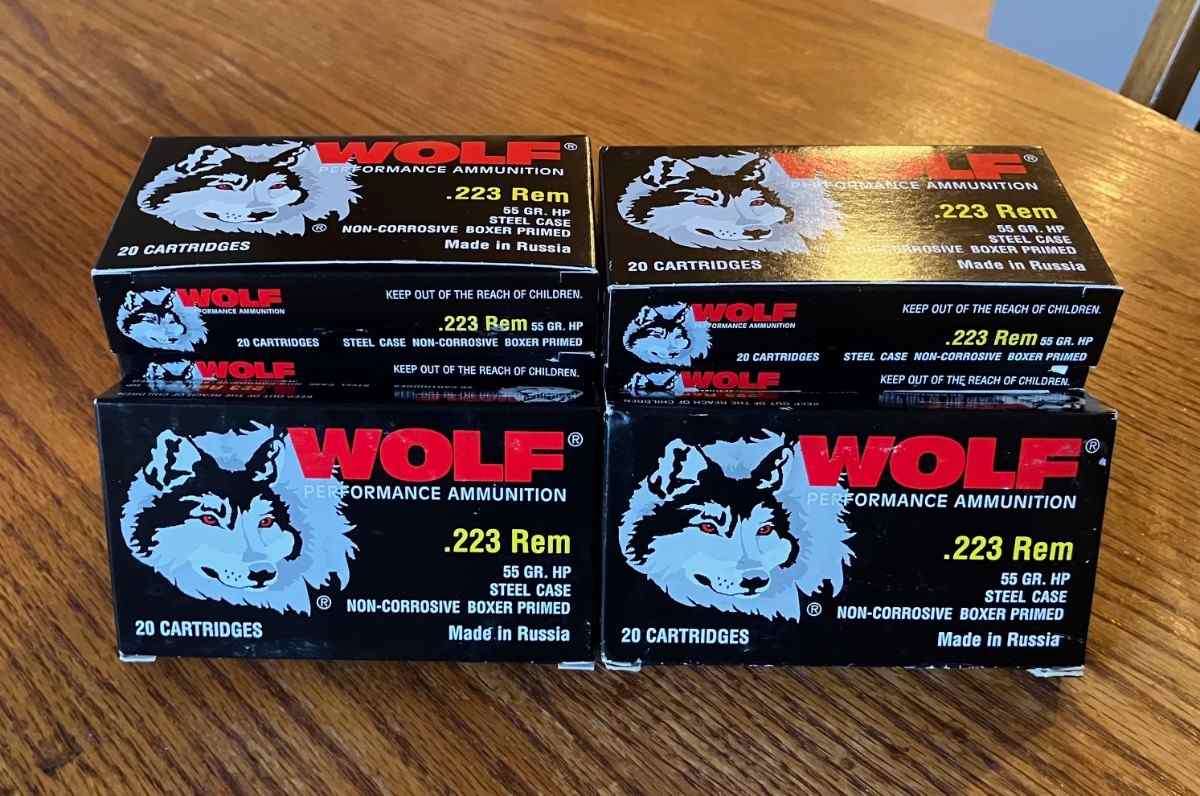 WOLF®
PERFORMANCE AMMUNITION
.223 Rem
55 GR. HP
STEEL CASE
® NON-CORROSIVE BOXER PRIMED
20 CARTRIDGES Made in Russia
WOLF
PERFORMANCE AMMUNITION
KEEP OUT OF THE REACH OF CHILDREN.
.223 Rem 55 GR. HP
20 CARTRIDGES STEEL CASE NON-CORROSIVE BOXER PRIMED
WOLF
KEEP OUT OF THE REACH OF CHILDREN.
WOLF®
PERFORMANCE AMMUNITION
.223 Rem
55 GR. HP
STEEL CASE
® NON-CORROSIVE BOXER PRIMED
20 CARTRIDGES Made in Russia
WOLF®
PERFORMANCE AMMUNITION
.223 Rem
55 GR. HP
STEEL CASE
NON-CORROSIVE BOXER PRIMED
20 CARTRIDGES Made in Russia
WOLF
PERFORMANCE AMMUNITION
KEEP OUT OF THE REACH OF CHILDREN.
.223 Rem 55 GR. HP
20 CARTRIDGES STEEL CASE NON-CORROSIVE BOXER PRIMED
WOLF
KEEP OUT OF THE REACH OF CHILDREN.
WOLF®
PERFORMANCE AMMUNITION
.223 Rem
55 GR. HP
STEEL CASE
® NON-CORROSIVE BOXER PRIMED
20 CARTRIDGES Made in Russia